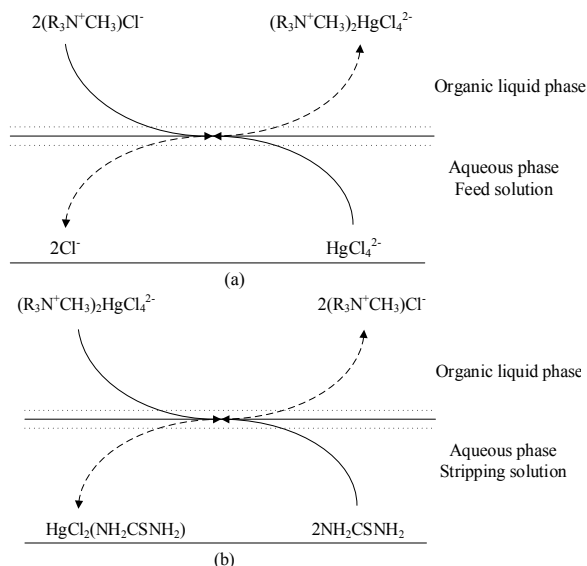 2(R₃N⁺CH₃)Cl⁻ (R₃N⁺CH₃)₂HgCl₄²⁻
Organic liquid phase
Aqueous phase
Feed solution
2Cl⁻ HgCl₄²⁻
(a)
(R₃N⁺CH₃)₂HgCl₄²⁻ 2(R₃N⁺CH₃)Cl⁻
Organic liquid phase
Aqueous phase
Stripping solution
HgCl₂(NH₂CSNH₂) 2NH₂CSNH₂
(b)